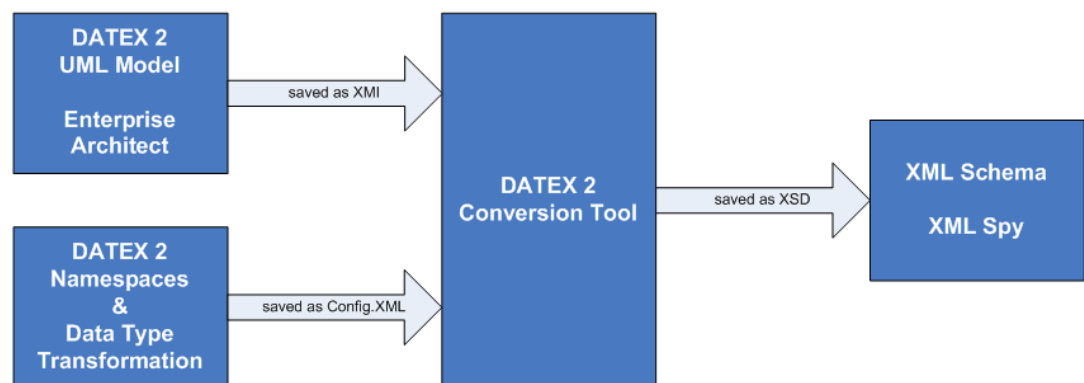 DATEX 2
UML Model
Enterprise
Architect
saved as XMI
DATEX 2
Namespaces
&
Data Type
Transformation
saved as Config.XML
DATEX 2
Conversion Tool
saved as XSD
XML Schema
XML Spy